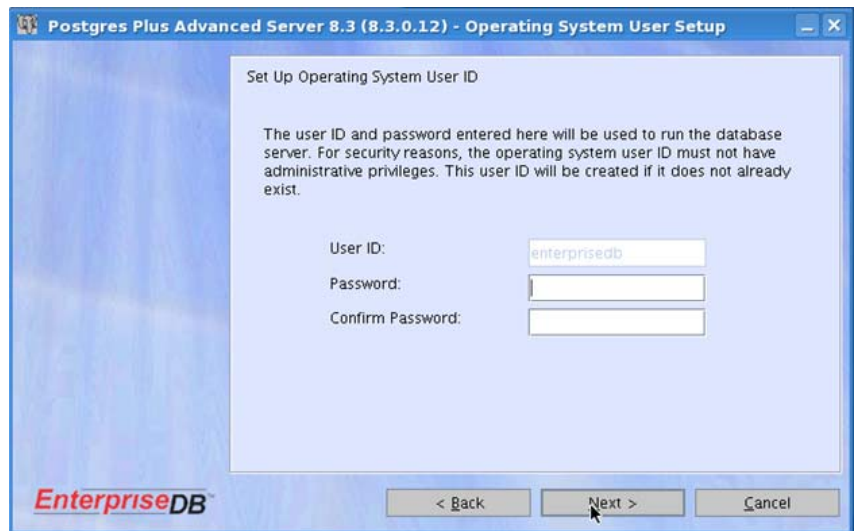 Postgres Plus Advanced Server 8.3 (8.3.0.12) - Operating System User Setup
Set Up Operating System User ID
The user ID and password entered here will be used to run the database
server. For security reasons, the operating system user ID must not have
administrative privileges. This user ID will be created if it does not already
exist.
User ID:
enterprisedb
Password:
Confirm Password:
EnterpriseDB
< Back
Next >
Cancel